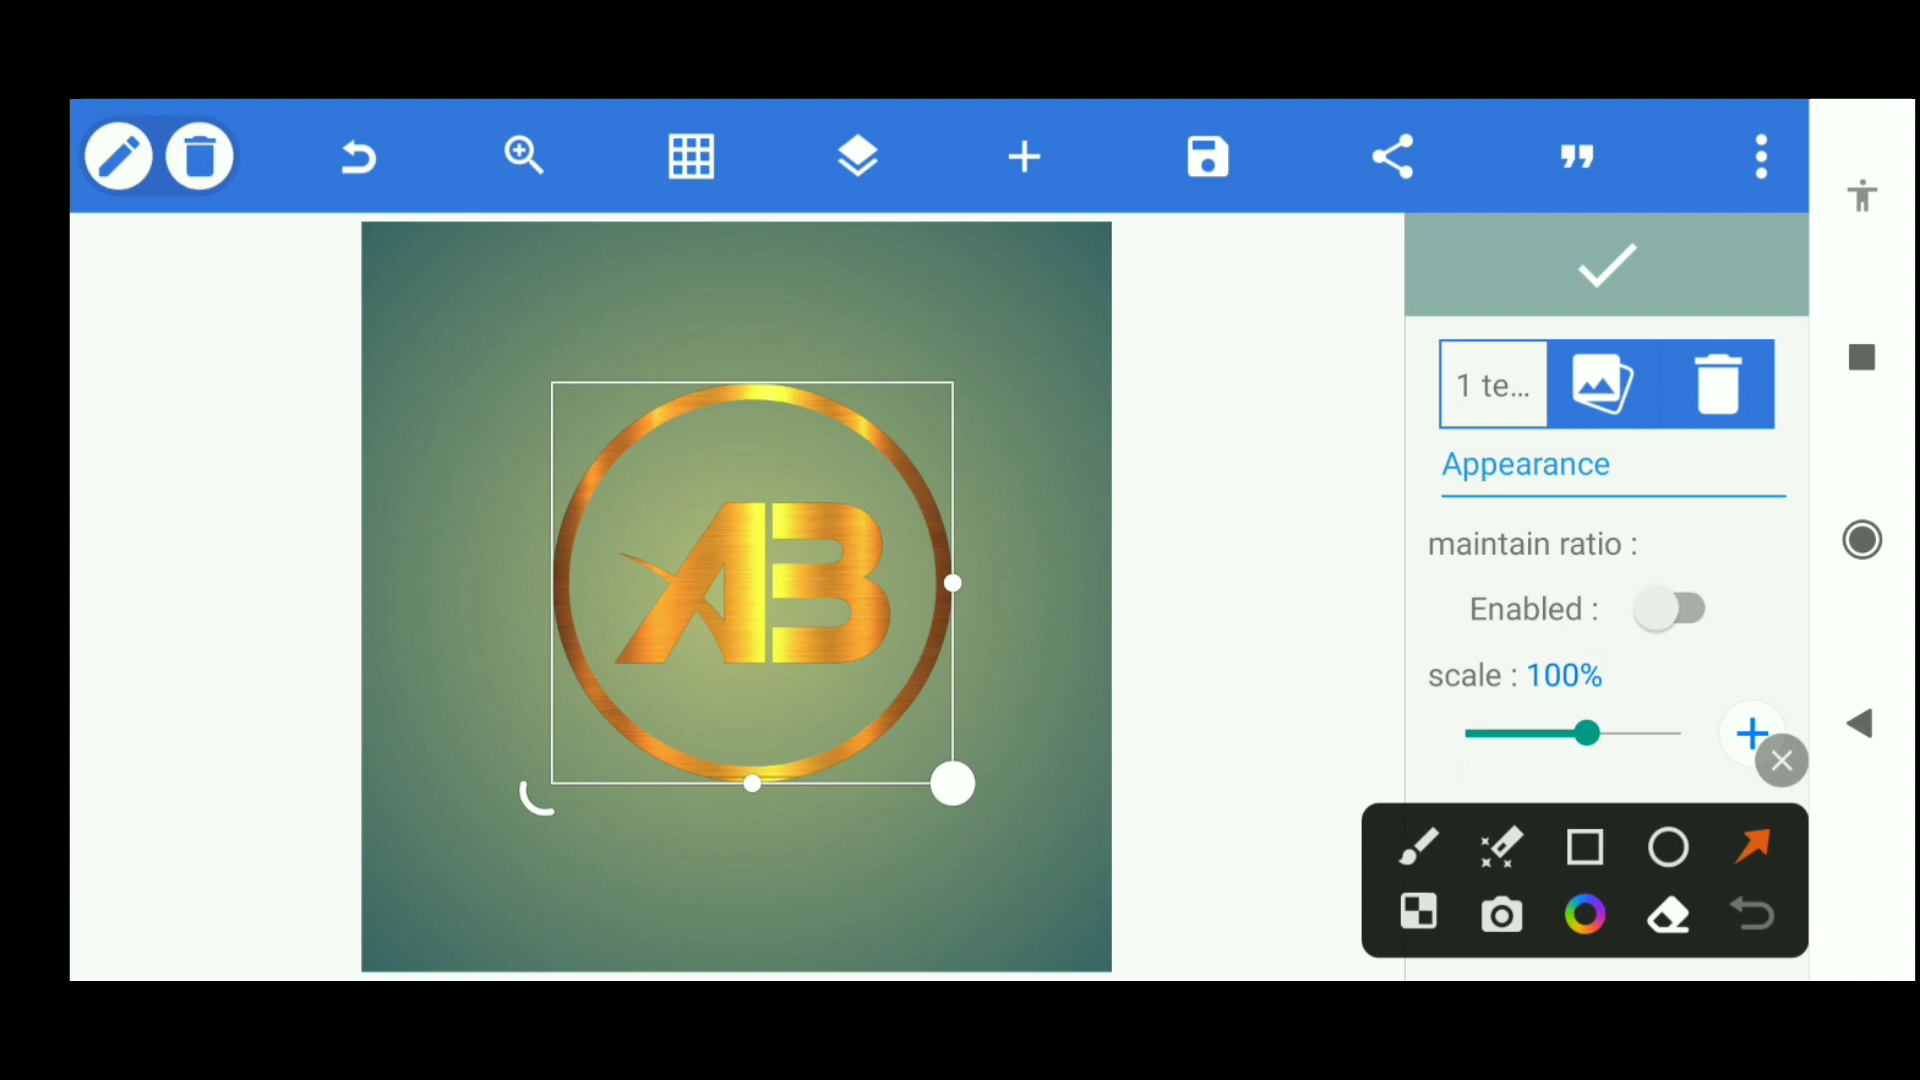 AB
1 te...
Appearance
maintain ratio :
Enabled :
scale : 100%